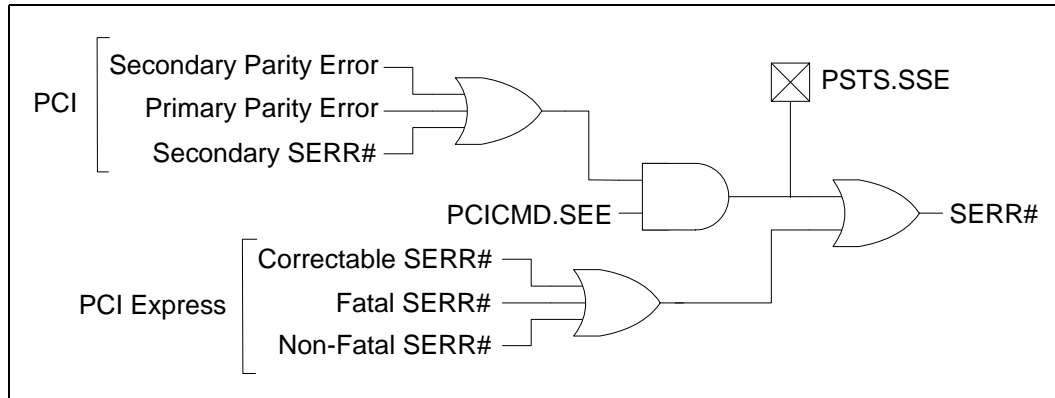 PCI
Secondary Parity Error
Primary Parity Error
Secondary SERR#
PSTS.SSE
PCICMD.SEE
SERR#
PCI Express
Correctable SERR#
Fatal SERR#
Non-Fatal SERR#